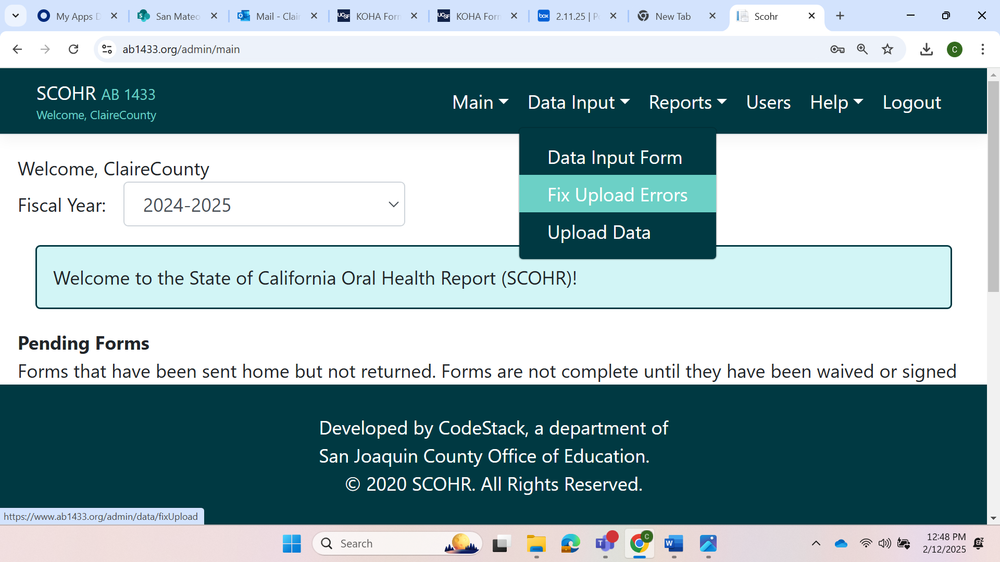 My Apps D
San Mateo
Mail - Clair
KOHA Form
KOHA Form
2.11.25 | Po
New Tab
Scohr
ab1433.org/admin/main
C
SCOHR AB 1433
Welcome, ClaireCounty
Main
Data Input
Reports
Users
Help
Logout
Data Input Form
Fix Upload Errors
Upload Data
Welcome, ClaireCounty
Fiscal Year: 2024-2025
Welcome to the State of California Oral Health Report (SCOHR)!
Pending Forms
Forms that have been sent home but not returned. Forms are not complete until they have been waived or signed
Developed by CodeStack, a department of
San Joaquin County Office of Education.
© 2020 SCOHR. All Rights Reserved.
https://www.ab1433.org/admin/data/fixUpload
Search
12:48 PM
2/12/2025